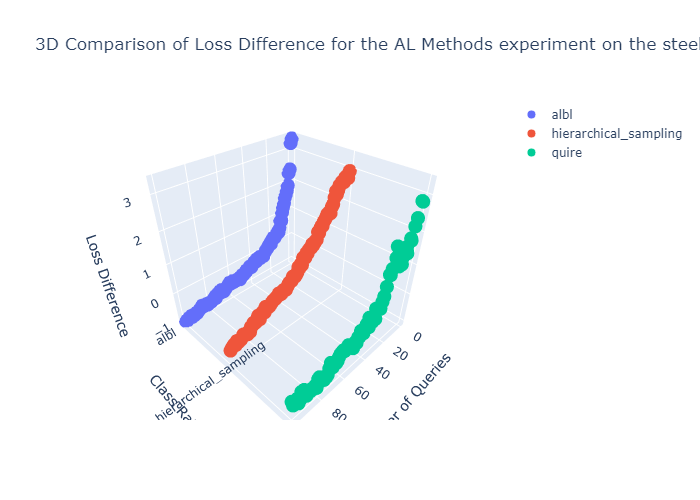 3D Comparison of Loss Difference for the AL Methods experiment on the steel
albl
hierarchical_sampling
quire
3
2
1
0
−1
Loss Difference
albl
hierarchical_sampling
0
20
40
60
80
of Queries